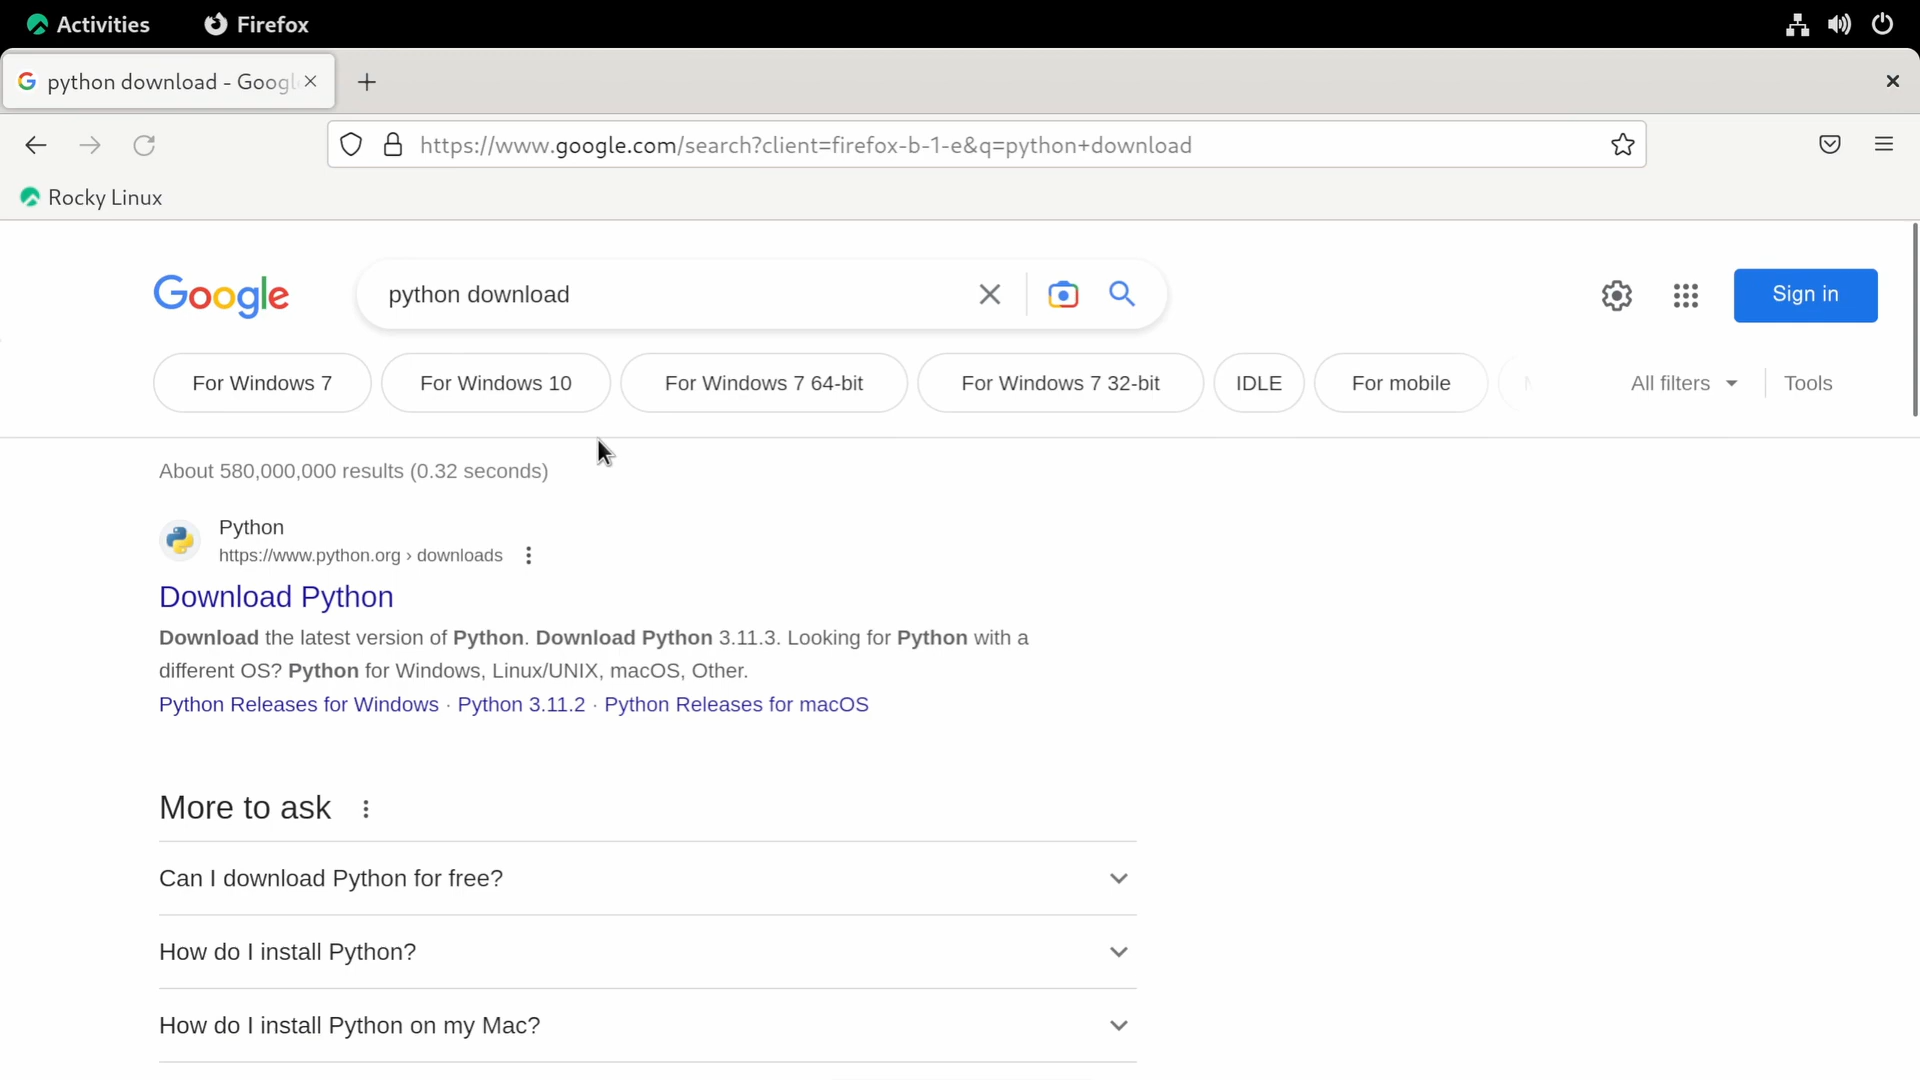 Activities
Firefox
python download - Googl
https://www.google.com/search?client=firefox-b-1-e&q=python+download
Rocky Linux
Google
python download
Sign in
For Windows 7
For Windows 10
For Windows 7 64-bit
For Windows 7 32-bit
IDLE
For mobile
All filters
Tools
About 580,000,000 results (0.32 seconds)
Python
https://www.python.org › downloads
Download Python
Download the latest version of Python. Download Python 3.11.3. Looking for Python with a
different OS? Python for Windows, Linux/UNIX, macOS, Other.
Python Releases for Windows · Python 3.11.2 · Python Releases for macOS
More to ask
Can I download Python for free?
How do I install Python?
How do I install Python on my Mac?